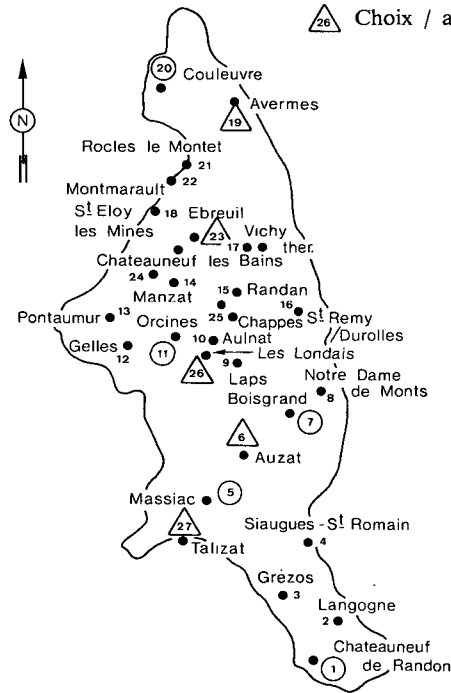 26 Choix / a
20
Couleuvre
N
Avermes
19
Rocles le Montet
21
Montmarault
22
St Eloy
18
Ebreuil
les Mines
23
Vichy
17
ther.
Chateauneuf
les Bains
24
14
Manzat
15
Randan
16
St Remy
13
25
Chappes
Pontaumur
Orcines
10
Aulnat
//Durolles
Gelles
12
11
Les Londais
26
9
Laps
Notre Dame
8
de Monts
Boisgrand
7
6
Auzat
Massiac
5
27
Siaugues-St Romain
Talizat
4
Grézos
3
Langogne
2
Chateauneuf
1
de Randon